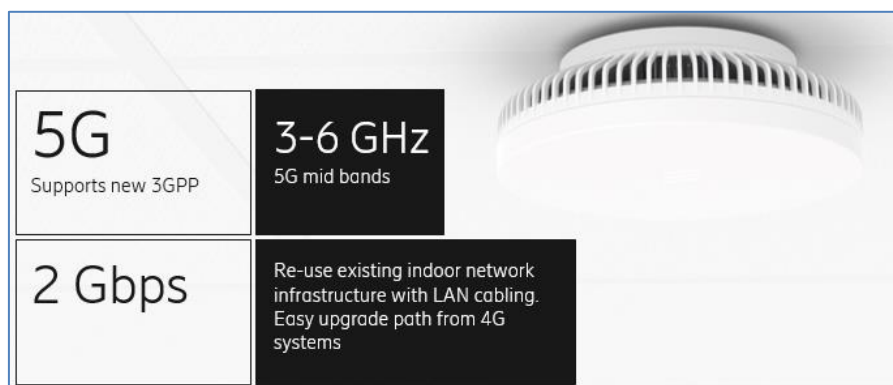 5G
Supports new 3GPP
3-6 GHz
5G mid bands
2 Gbps
Re-use existing indoor network
infrastructure with LAN cabling.
Easy upgrade path from 4G
systems